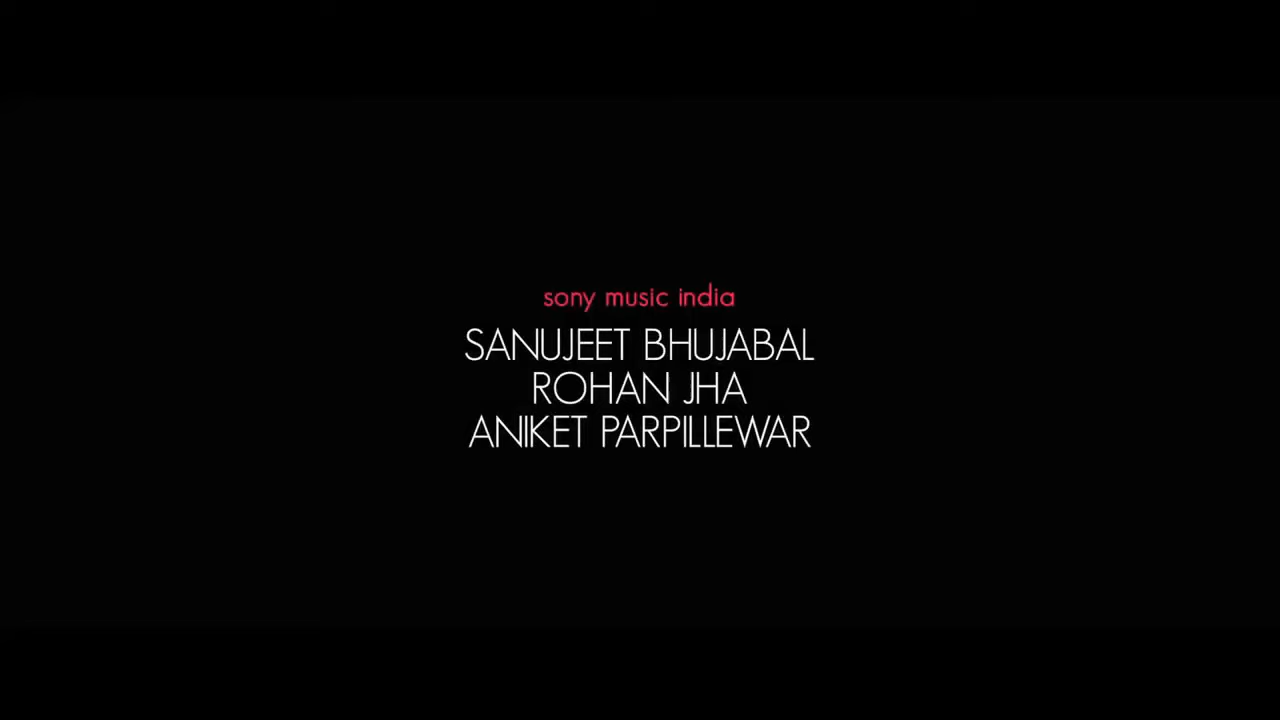 sony music india
SANUJEET BHUJABAL
ROHAN JHA
ANIKET PARPILLEWAR